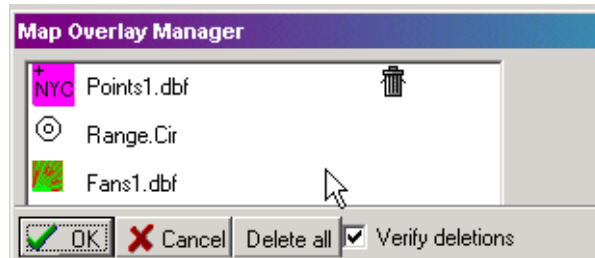 Map Overlay Manager
NYC Points1.dbf
Range.Cir
Fans1.dbf
OK Cancel Delete all Verify deletions